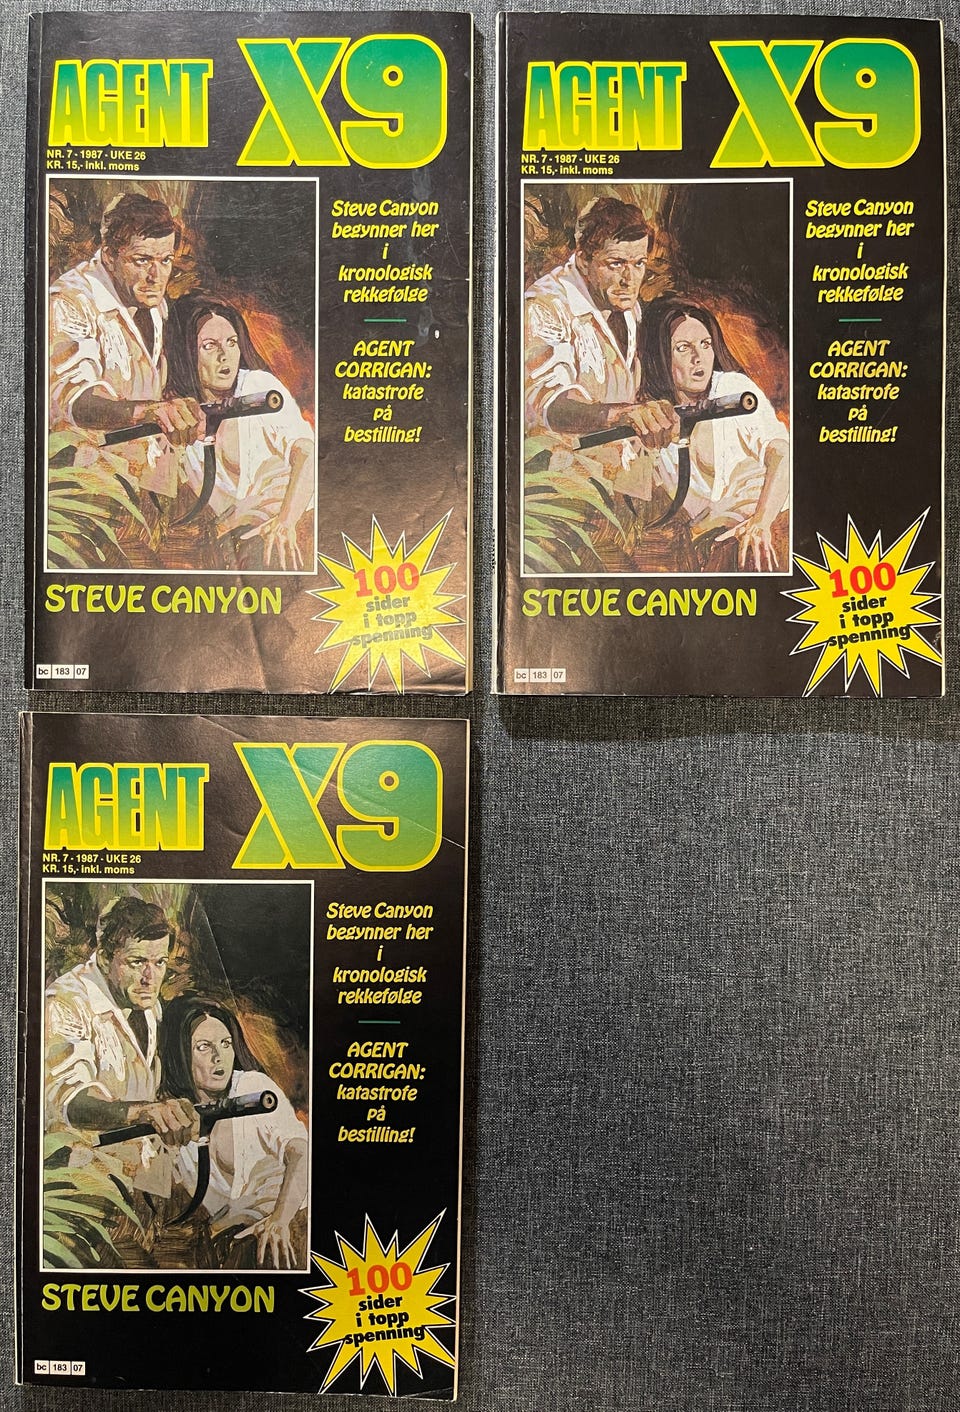 AGENT X9
NR. 7 - 1987 - UKE 26
KR. 15,- inkl. moms
Steve Canyon
begynner her
i
kronologisk
rekkefølge
AGENT
CORRIGAN:
katastrofe
på
bestilling!
STEVE CANYON
100
sider
i topp
spenning
bc 183 07
AGENT X9
NR. 7 - 1987 - UKE 26
KR. 15,- inkl. moms
Steve Canyon
begynner her
i
kronologisk
rekkefølge
AGENT
CORRIGAN:
katastrofe
på
bestilling!
STEVE CANYON
100
sider
i topp
spenning
bc 183 07
AGENT X9
NR. 7 - 1987 - UKE 26
KR. 15,- inkl. moms
Steve Canyon
begynner her
i
kronologisk
rekkefølge
AGENT
CORRIGAN:
katastrofe
på
bestilling!
STEVE CANYON
100
sider
i topp
spenning
bc 183 07